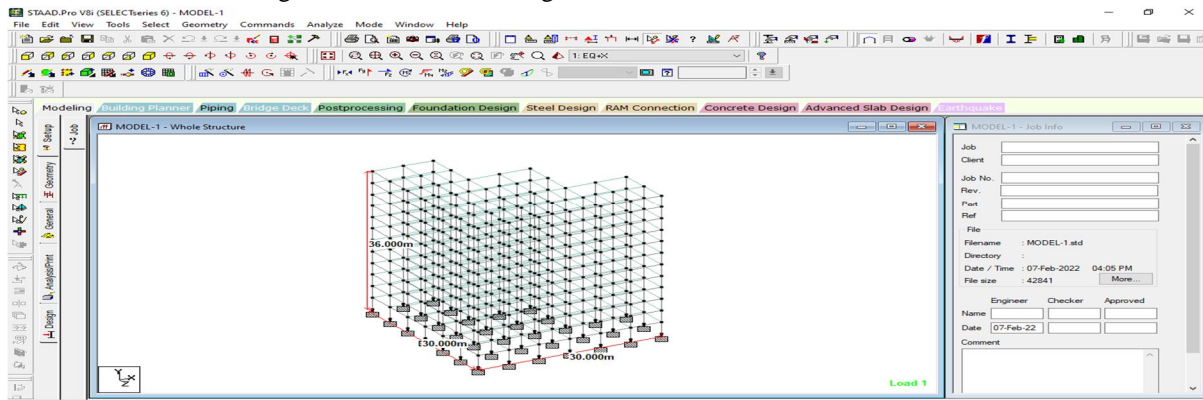 STAAD.Pro V8i (SELECTseries 6) - MODEL-1
File Edit View Tools Select Geometry Commands Analyze Mode Window Help
1: EQ+X
Modeling Building Planner Piping Bridge Deck Postprocessing Foundation Design Steel Design RAM Connection Concrete Design Advanced Slab Design Earthquake
Setup
Geometry
General
Analysis/Print
Design
Job
MODEL-1 - Whole Structure
36.000m
30.000m
30.000m
Y
X
Z
Load 1
MODEL-1 - Job Info
Job
Client
Job No.
Rev.
Part
Ref
File
Filename : MODEL-1.std
Directory :
Date / Time : 07-Feb-2022 04:05 PM
File size : 42841 More...
Engineer Checker Approved
Name
Date 07-Feb-22
Comment